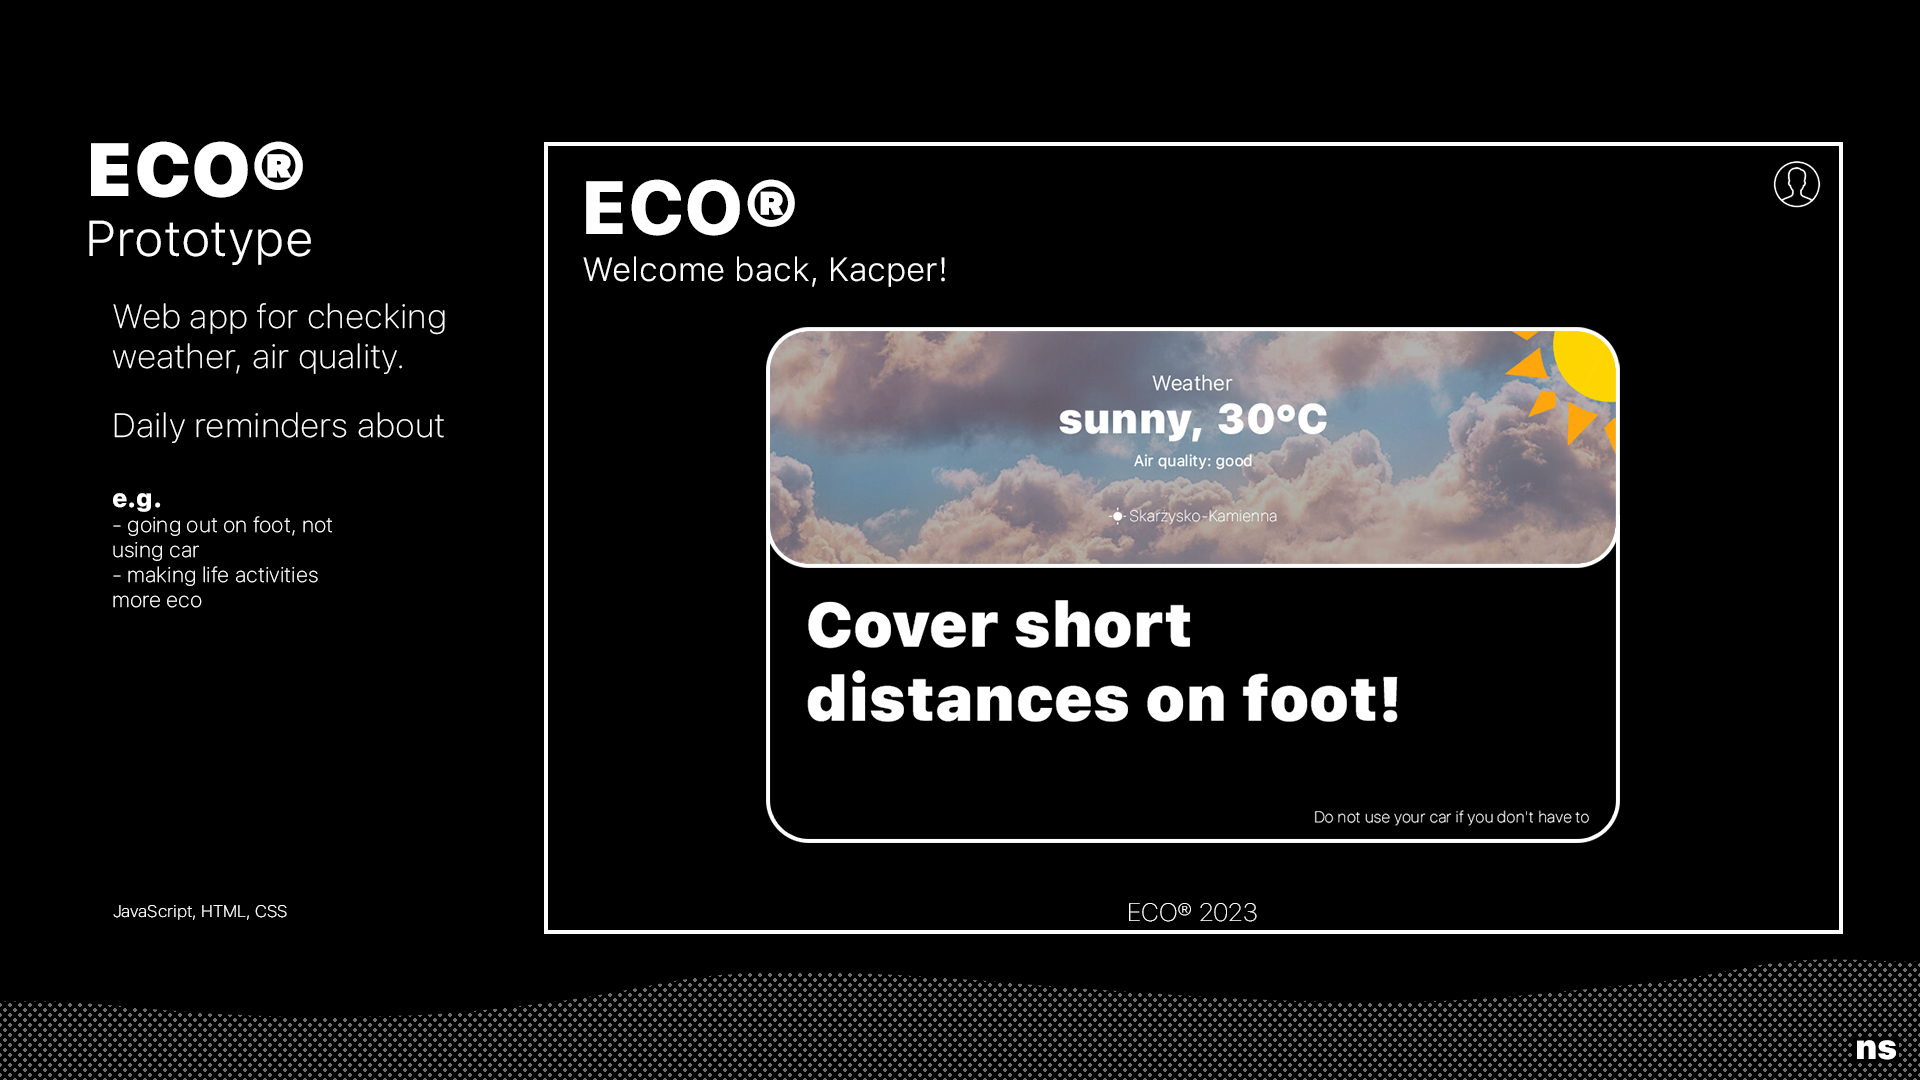 ECO®
Prototype
Web app for checking
weather, air quality.
Daily reminders about
e.g.
- going out on foot, not
using car
- making life activities
more eco
JavaScript, HTML, CSS
ECO®
Welcome back, Kacper!
Weather
sunny, 30°C
Air quality: good
Skarżysko-Kamienna
Cover short
distances on foot!
Do not use your car if you don't have to
ECO® 2023
ns